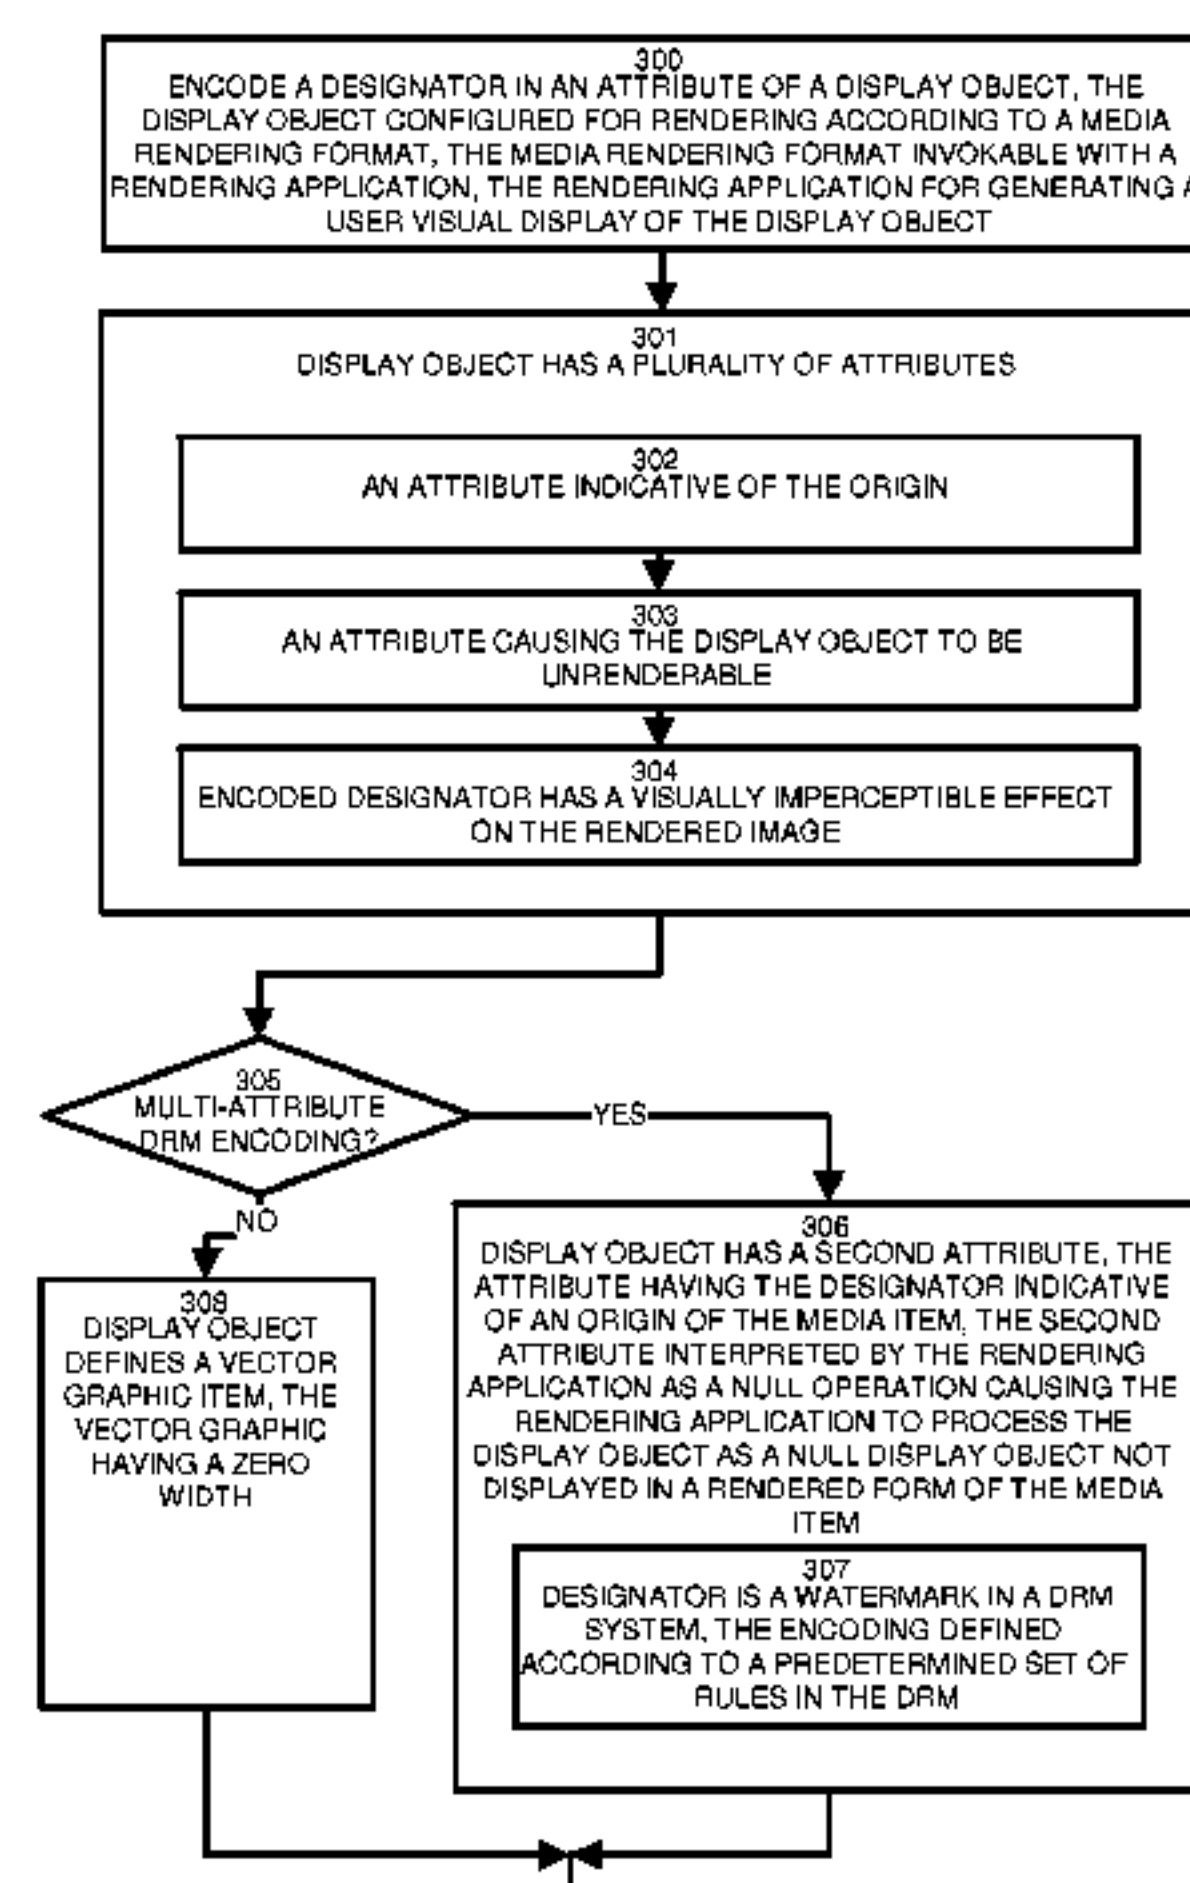 300
ENCODE A DESIGNATOR IN AN ATTRIBUTE OF A DISPLAY OBJECT, THE
DISPLAY OBJECT CONFIGURED FOR RENDERING ACCORDING TO A MEDIA
RENDERING FORMAT, THE MEDIA RENDERING FORMAT INVOKABLE WITH A
RENDERING APPLICATION, THE RENDERING APPLICATION FOR GENERATING A
USER VISUAL DISPLAY OF THE DISPLAY OBJECT
301
DISPLAY OBJECT HAS A PLURALITY OF ATTRIBUTES
302
AN ATTRIBUTE INDICATIVE OF THE ORIGIN
303
AN ATTRIBUTE CAUSING THE DISPLAY OBJECT TO BE
UNRENDERABLE
304
ENCODED DESIGNATOR HAS A VISUALLY IMPERCEPTIBLE EFFECT
ON THE RENDERED IMAGE
305
MULTI-ATTRIBUTE
DRM ENCODING?
YES
NO
306
DISPLAY OBJECT HAS A SECOND ATTRIBUTE, THE
ATTRIBUTE HAVING THE DESIGNATOR INDICATIVE
OF AN ORIGIN OF THE MEDIA ITEM, THE SECOND
ATTRIBUTE INTERPRETED BY THE RENDERING
APPLICATION AS A NULL OPERATION CAUSING THE
RENDERING APPLICATION TO PROCESS THE
DISPLAY OBJECT AS A NULL DISPLAY OBJECT NOT
DISPLAYED IN A RENDERED FORM OF THE MEDIA
ITEM
307
DESIGNATOR IS A WATERMARK IN A DRM
SYSTEM, THE ENCODING DEFINED
ACCORDING TO A PREDETERMINED SET OF
RULES IN THE DRM
308
DISPLAY OBJECT
DEFINES A VECTOR
GRAPHIC ITEM, THE
VECTOR GRAPHIC
HAVING A ZERO
WIDTH